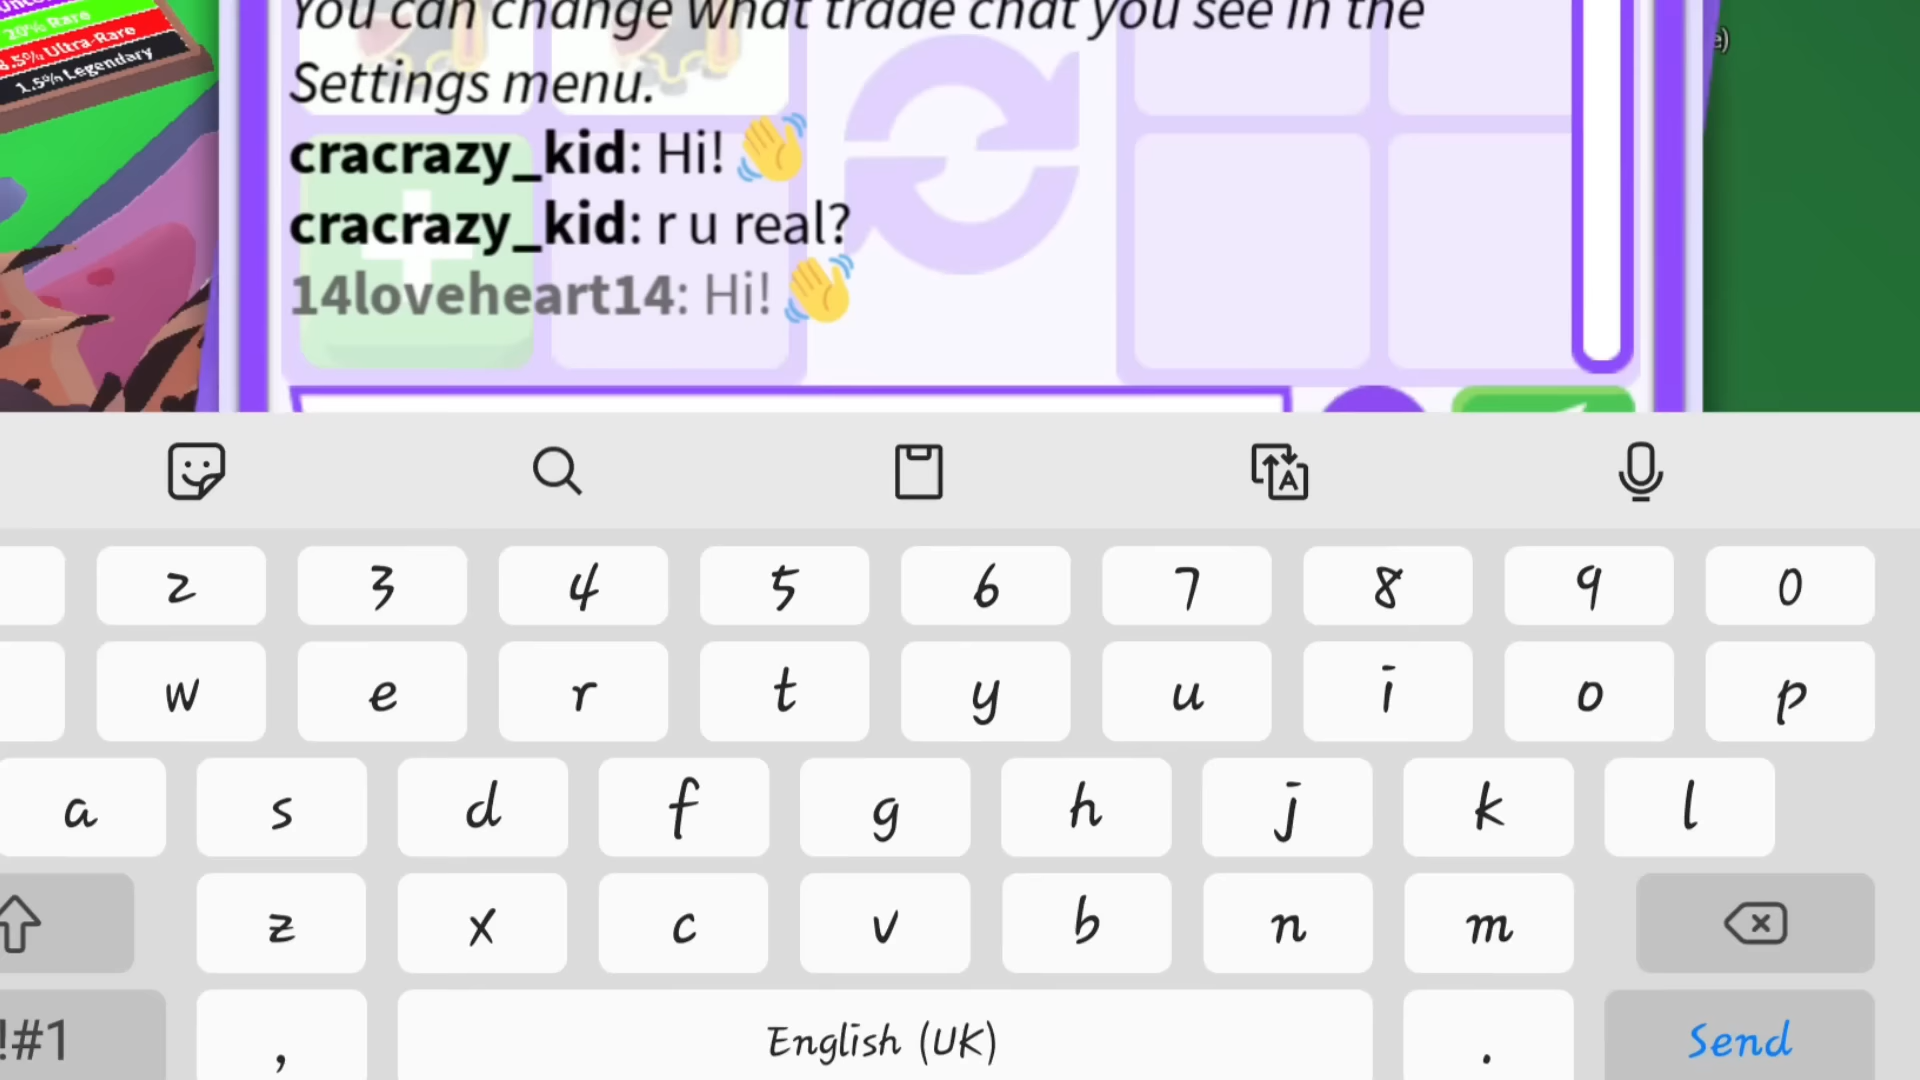 20% Rare
8.5% Ultra-Rare
1.5% Legendary
You can change what trade chat you see in the
Settings menu.
cracrazy_kid: Hi! 👋
cracrazy_kid: r u real?
14loveheart14: Hi! 👋
2 3 4 5 6 7 8 9 0
w e r t y u i o p
a s d f g h j k l
z x c v b n m
!#1 , English (UK) . Send